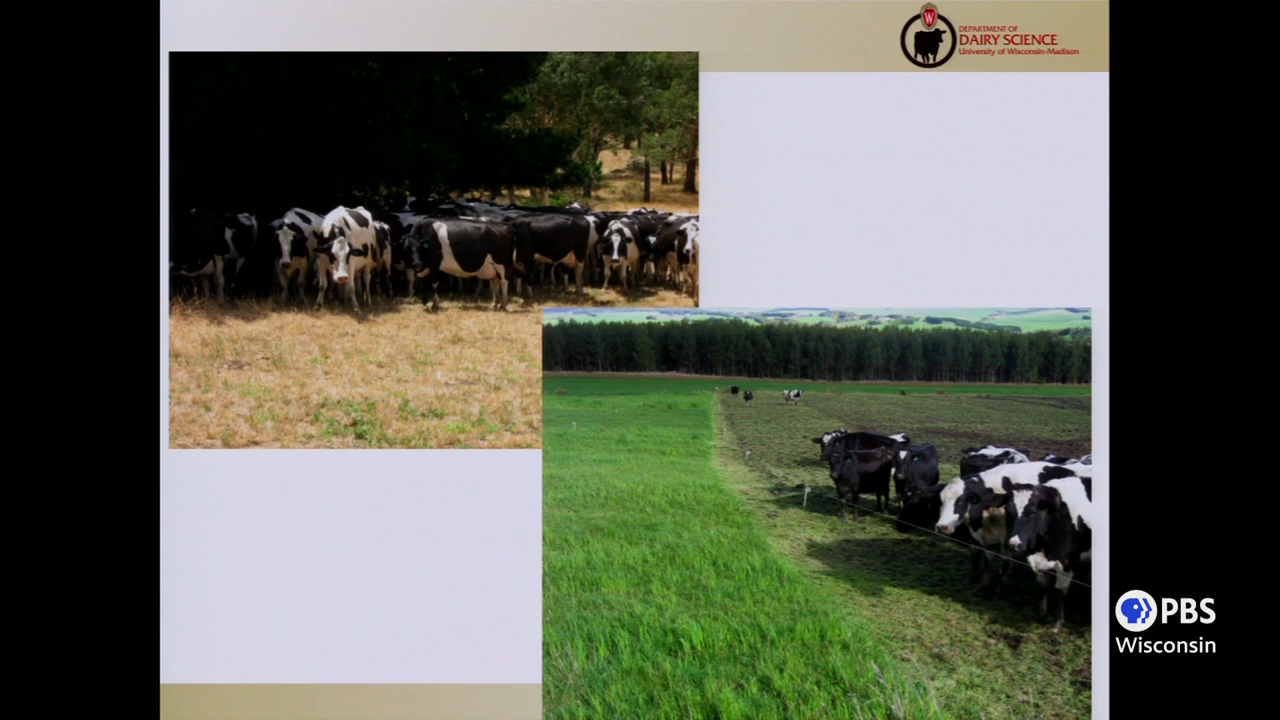 W
DEPARTMENT OF
DAIRY SCIENCE
University of Wisconsin-Madison
PBS
Wisconsin